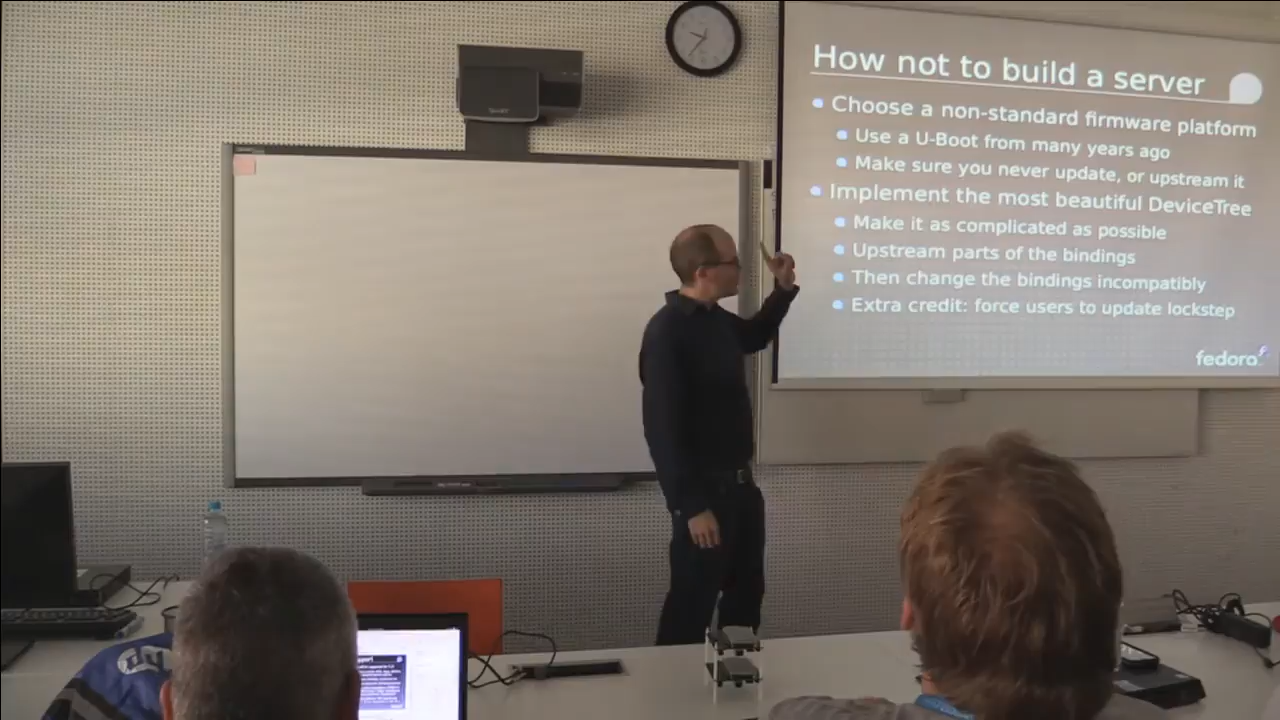 How not to build a server
Choose a non-standard firmware platform
Use a U-Boot from many years ago
Make sure you never update, or upstream it
Implement the most beautiful DeviceTree
Make it as complicated as possible
Upstream parts of the bindings
Then change the bindings incompatibly
Extra credit: force users to update lockstep
fedora